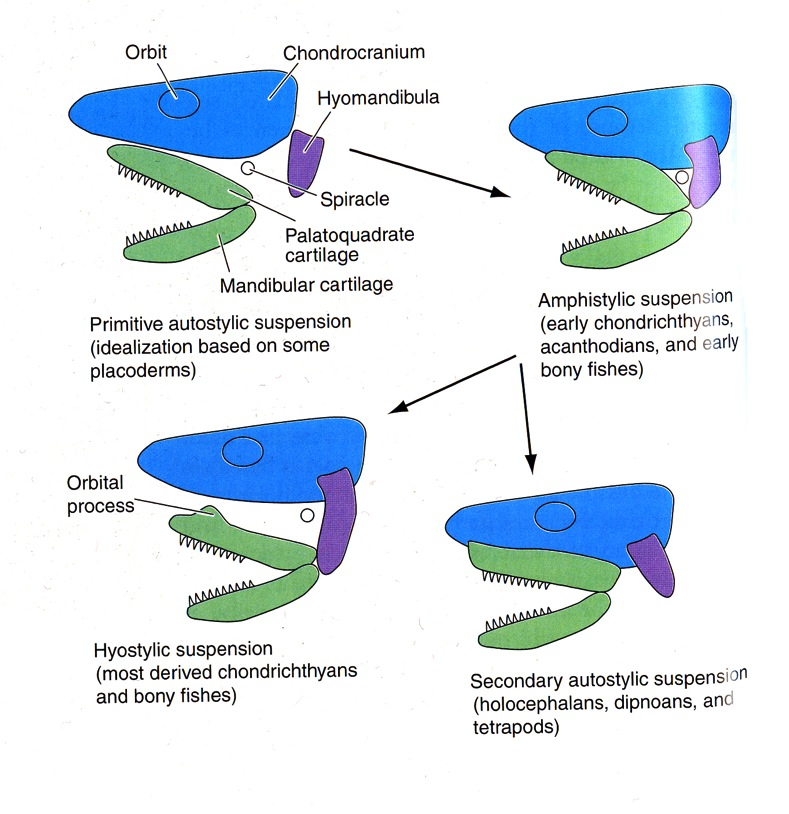 Orbit
Chondrocranium
Hyomandibula
Spiracle
Palatoquadrate
cartilage
Mandibular cartilage
Primitive autostylic suspension
(idealization based on some
placoderms)
Amphistylic suspension
(early chondrichthyans,
acanthodians, and early
bony fishes)
Orbital
process
Hyostylic suspension
(most derived chondrichthyans
and bony fishes)
Secondary autostylic suspension
(holocephalans, dipnoans, and
tetrapods)